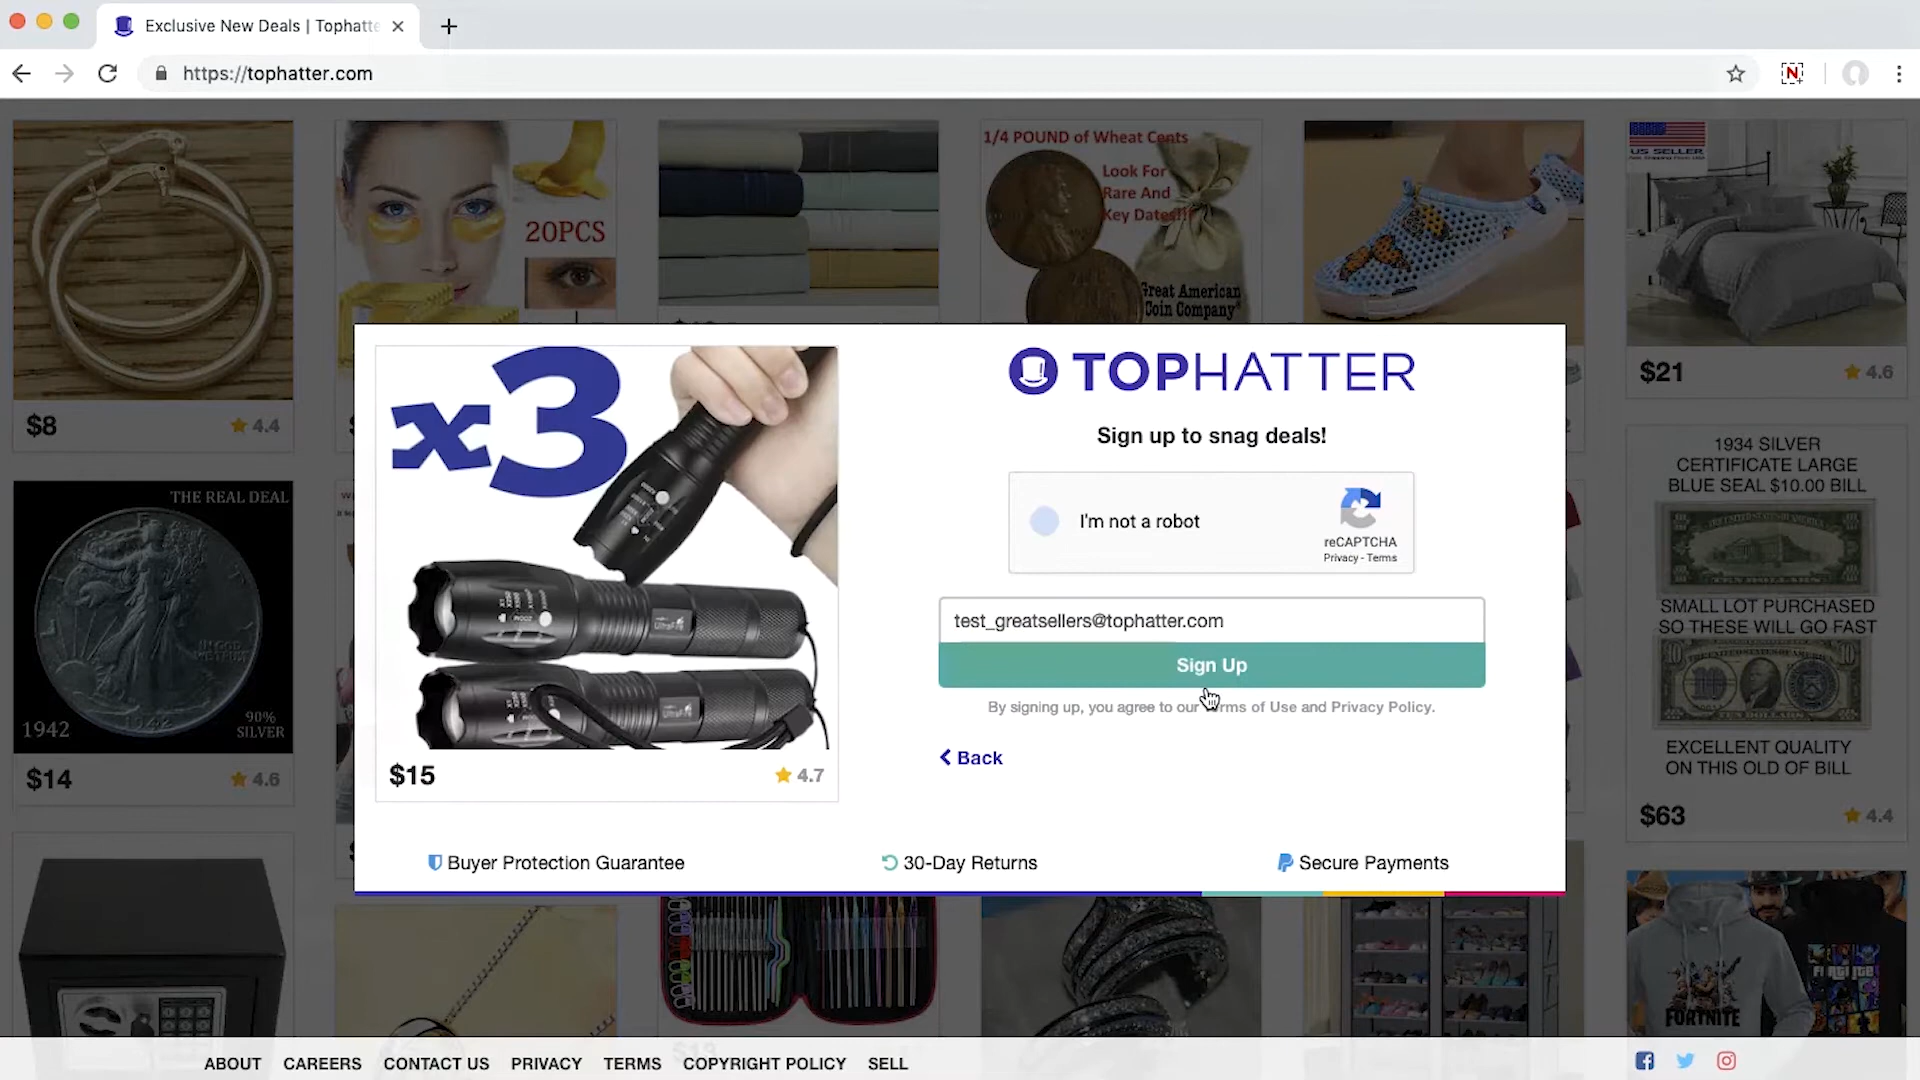 Exclusive New Deals | Tophatte
https://tophatter.com
$8
4.4
20PCS
1/4 POUND of Wheat Cents
Look For
Rare And
Key Dates!!!
Great American
Coin Company
US SELLER
$21
4.6
THE REAL DEAL
1942
90%
SILVER
$14
4.6
x3
$15
4.7
TOPHATTER
Sign up to snag deals!
I'm not a robot
reCAPTCHA
Privacy - Terms
test_greatsellers@tophatter.com
Sign Up
By signing up, you agree to our Terms of Use and Privacy Policy.
Back
Buyer Protection Guarantee
30-Day Returns
Secure Payments
1934 SILVER
CERTIFICATE LARGE
BLUE SEAL $10.00 BILL
SMALL LOT PURCHASED
SO THESE WILL GO FAST
EXCELLENT QUALITY
ON THIS OLD OF BILL
$63
4.4
FORTNITE
ABOUT
CAREERS
CONTACT US
PRIVACY
TERMS
COPYRIGHT POLICY
SELL